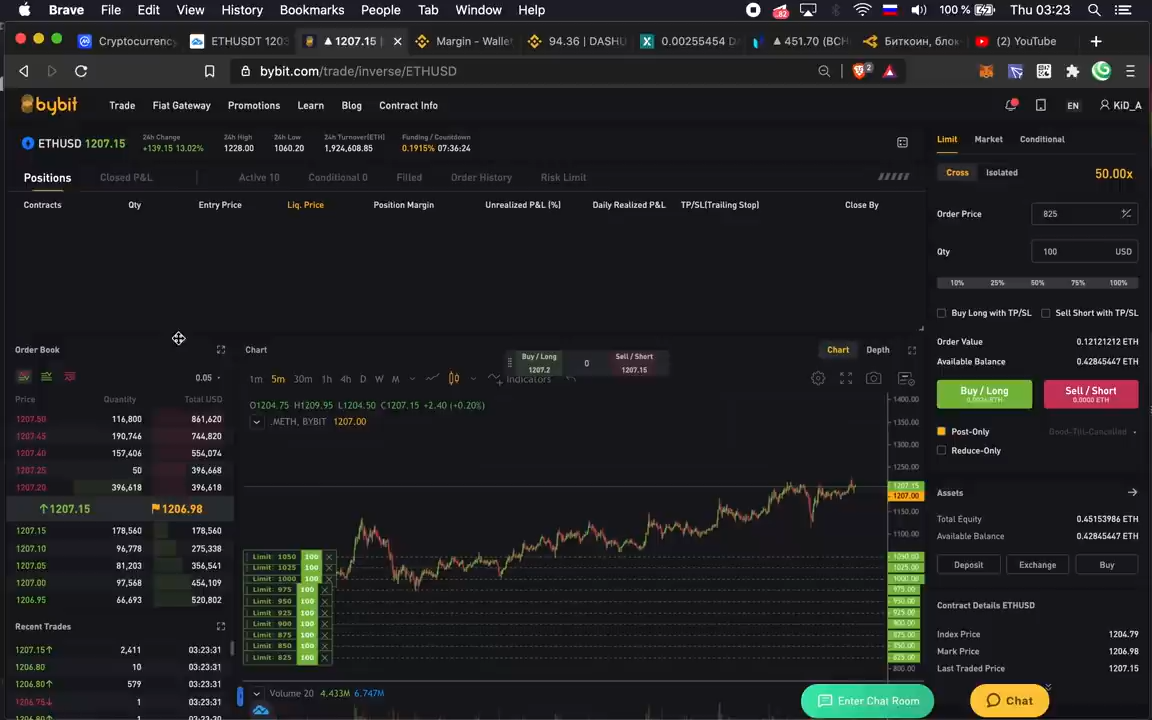 Brave File Edit View History Bookmarks People Tab Window Help 82 100 % Thu 03:23
Cryptocurrency ETHUSDT 1203 ▲ 1207.15 Margin - Wallet 94.36 | DASHU 0.00255454 D ▲ 451.70 (BCH Биткоин, блок (2) YouTube
bybit.com/trade/inverse/ETHUSD 2
bybit Trade Fiat Gateway Promotions Learn Blog Contract Info EN KiD_A
ETHUSD 1207.15
24h Change
+139.15 13.02%
24h High
1228.00
24h Low
1060.20
24h Turnover(ETH)
1,924,608.85
Funding / Countdown
0.1915% 07:36:24
Positions Closed P&L Active 10 Conditional 0 Filled Order History Risk Limit
Contracts Qty Entry Price Liq. Price Position Margin Unrealized P&L (%) Daily Realized P&L TP/SL(Trailing Stop) Close By
Order Book
0.05
Price Quantity Total USD
1207.50 116,800 861,620
1207.45 190,746 744,820
1207.40 157,406 554,074
1207.25 50 396,668
1207.20 396,618 396,618
↑1207.15 1206.98
1207.15 178,560 178,560
1207.10 96,778 275,338
1207.05 81,203 356,541
1207.00 97,568 454,109
1206.95 66,693 520,802
Recent Trades
1207.15↑ 2,411 03:23:31
1206.80 10 03:23:31
1206.80↑ 579 03:23:31
1206.75↓ 1 03:23:31
Chart
Buy / Long
1207.2
0
Sell / Short
1207.15
Chart Depth
1m 5m 30m 1h 4h D W M Indicators
O1204.75 H1209.95 L1204.50 C1207.15 +2.40 (+0.20%)
.METH, BYBIT 1207.00
1400.00
1350.00
1300.00
1250.00
1207.15
1207.00
1150.00
1100.00
1050.00
1025.00
1000.00
975.00
950.00
925.00
900.00
875.00
850.00
825.00
800.00
Limit: 1050 100
Limit: 1025 100
Limit: 1000 100
Limit: 975 100
Limit: 950 100
Limit: 925 100
Limit: 900 100
Limit: 875 100
Limit: 850 100
Limit: 825 100
Volume 20 4.433M 6.747M
Enter Chat Room
Chat
Limit Market Conditional
Cross Isolated 50.00x
Order Price 825
Qty 100 USD
10% 25% 50% 75% 100%
Buy Long with TP/SL Sell Short with TP/SL
Order Value 0.12121212 ETH
Available Balance 0.42845447 ETH
Buy / Long
Sell / Short
0.0000 ETH
Post-Only Good-Till-Cancelled
Reduce-Only
Assets
Total Equity 0.45153986 ETH
Available Balance 0.42845447 ETH
Deposit Exchange Buy
Contract Details ETHUSD
Index Price 1204.79
Mark Price 1206.98
Last Traded Price 1207.15